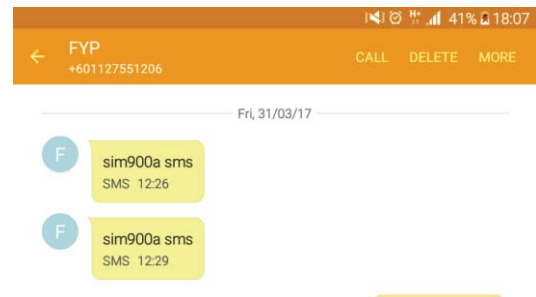 H+ 41% 18:07
FYP
+601127551206
CALL DELETE MORE
Fri, 31/03/17
F
sim900a sms
SMS 12:26
F
sim900a sms
SMS 12:29